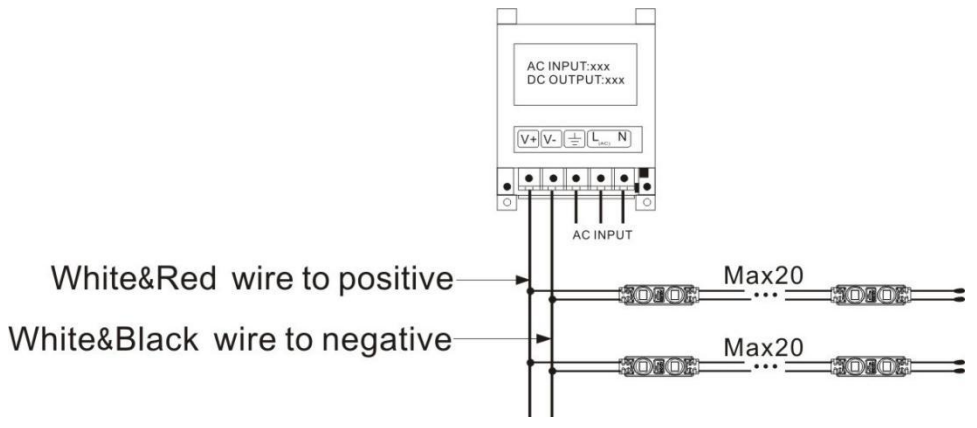 AC INPUT:xxx
DC OUTPUT:xxx
V+ V- L (AC) N
AC INPUT
White&Red wire to positive
Max20
White&Black wire to negative
Max20